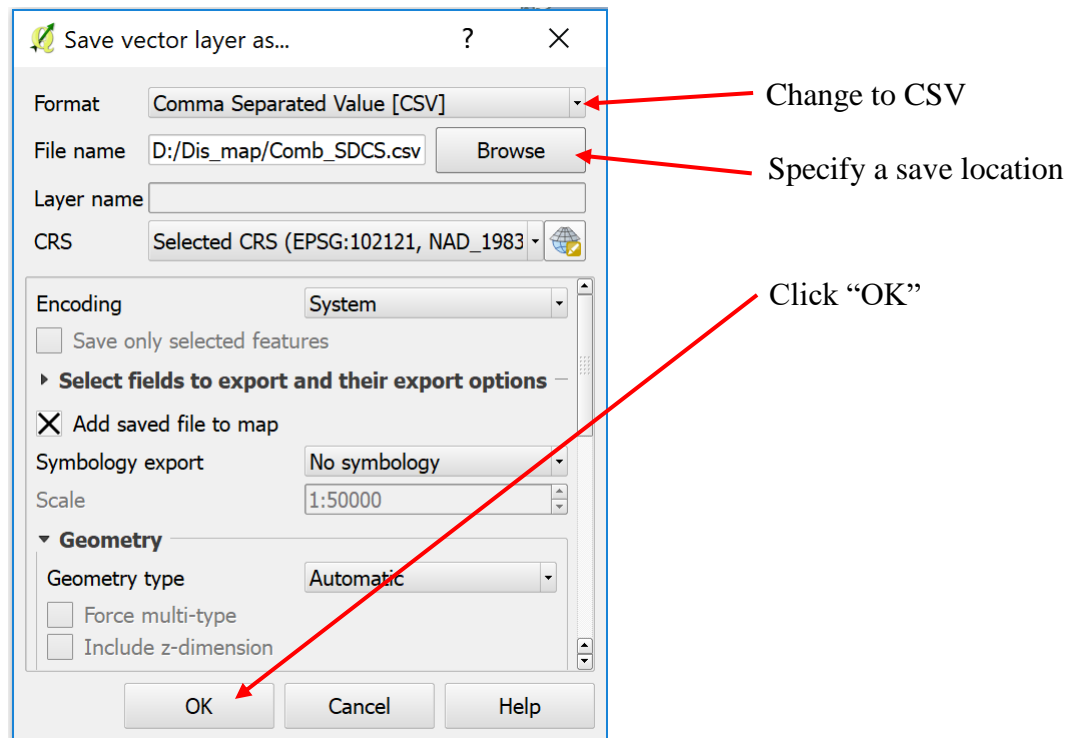 Save vector layer as... ? X
Format Comma Separated Value [CSV] Change to CSV
File name D:/Dis_map/Comb_SDCS.csv Browse Specify a save location
Layer name
CRS Selected CRS (EPSG:102121, NAD_1983
Encoding System Click “OK”
Save only selected features
Select fields to export and their export options
Add saved file to map
Symbology export No symbology
Scale 1:50000
Geometry
Geometry type Automatic
Force multi-type
Include z-dimension
OK Cancel Help